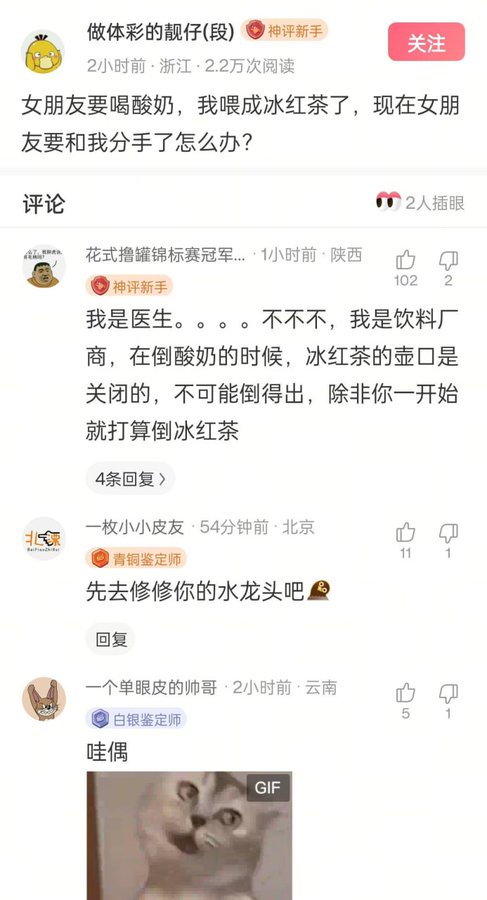 做体彩的靓仔(段) 神评新手
关注
2小时前 · 浙江 · 2.2万次阅读
女朋友要喝酸奶，我喂成冰红茶了，现在女朋
友要和我分手了怎么办？
评论
2人插眼
花式撸罐锦标赛冠军... · 1小时前 · 陕西
神评新手
102
2
我是医生。。。。不不不，我是饮料厂
商，在倒酸奶的时候，冰红茶的壶口是
关闭的，不可能倒得出，除非你一开始
就打算倒冰红茶
4条回复
一枚小小皮友 · 54分钟前 · 北京
青铜鉴定师
11
1
先去修修你的水龙头吧
回复
一个单眼皮的帅哥 · 2小时前 · 云南
白银鉴定师
5
1
哇偶
GIF